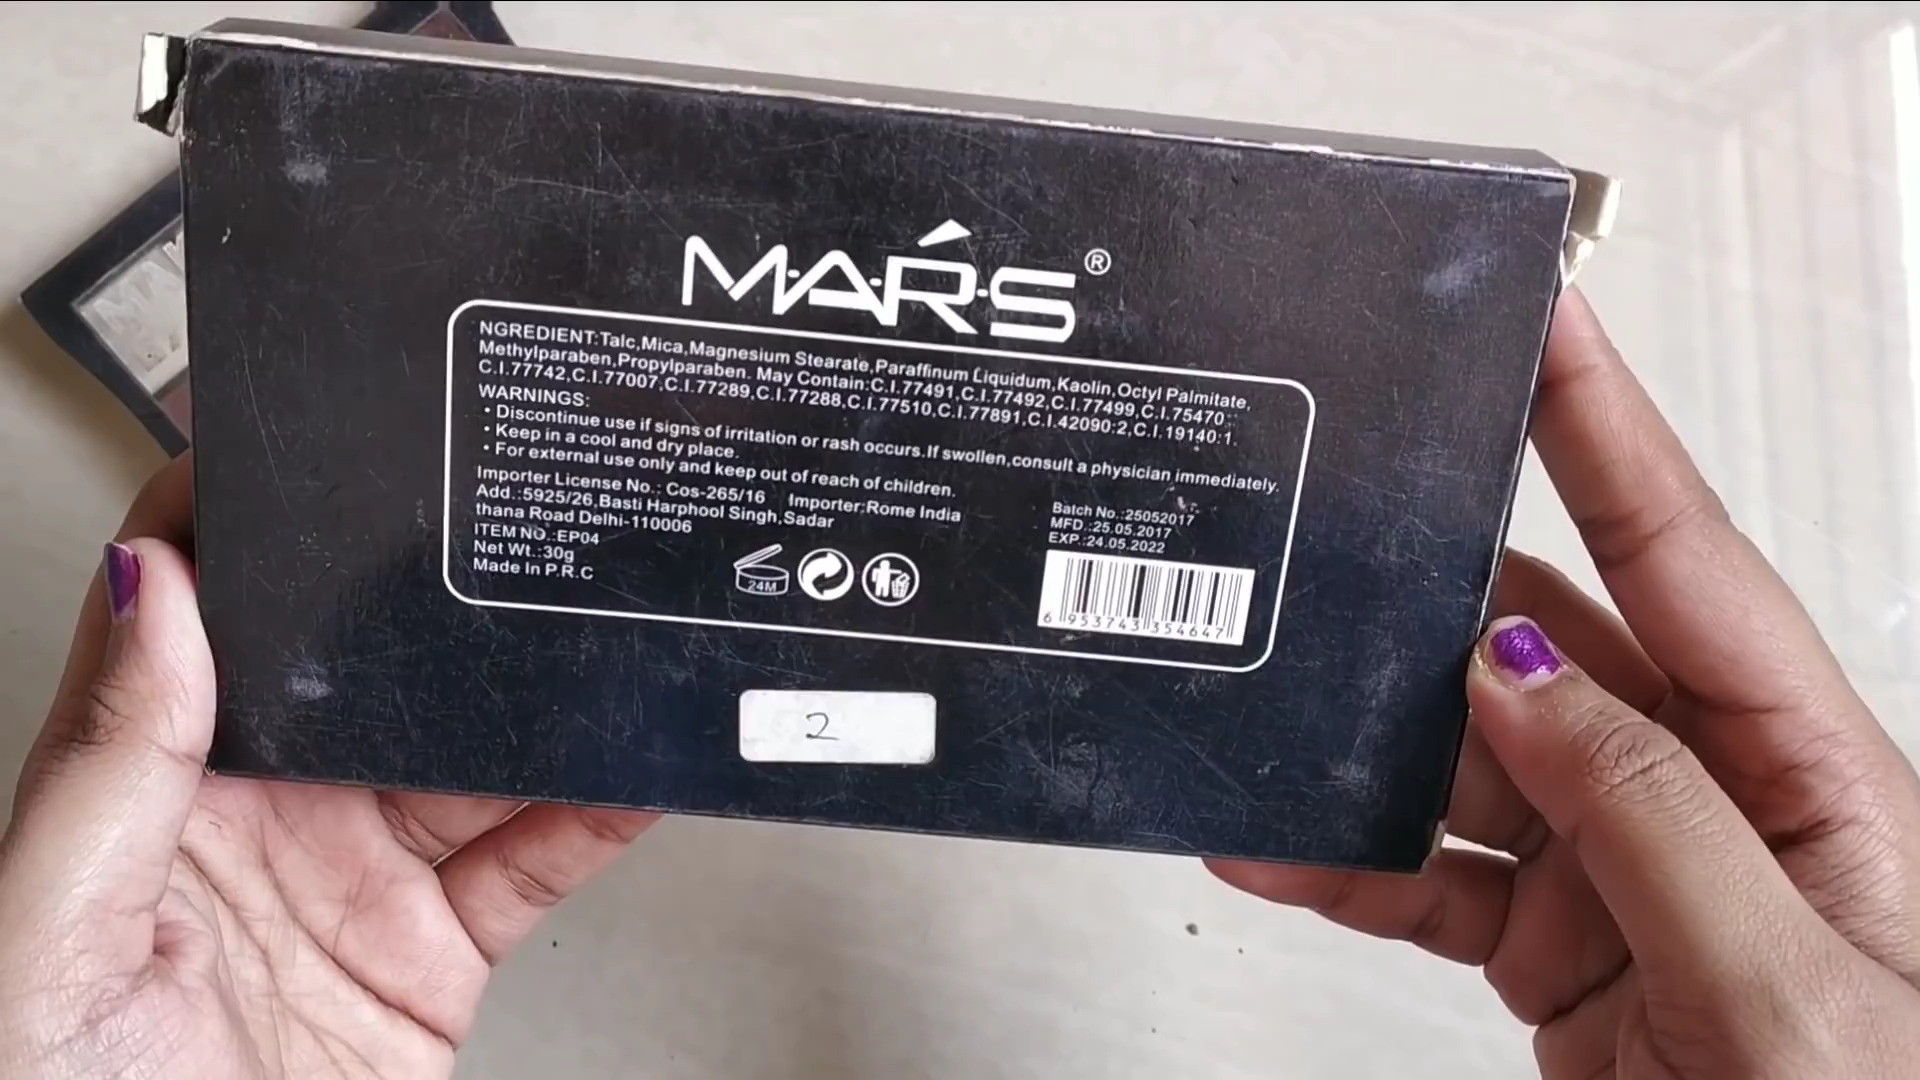 M·A·R·S®
NGREDIENT:Talc,Mica,Magnesium Stearate,Paraffinum Liquidum,Kaolin,Octyl Palmitate,
Methylparaben,Propylparaben. May Contain:C.I.77491,C.I.77492,C.I.77499,C.I.75470
C.I.77742,C.I.77007,C.I.77289,C.I.77288,C.I.77510,C.I.77891,C.I.42090:2,C.I.19140:1.
WARNINGS:
• Discontinue use if signs of irritation or rash occurs.If swollen,consult a physician immediately.
• Keep in a cool and dry place.
• For external use only and keep out of reach of children.
Importer License No.: Cos-265/16 Importer:Rome India
Add.:5925/26,Basti Harphool Singh,Sadar
thana Road Delhi-110006
ITEM NO.:EP04
Net Wt.:30g
Made In P.R.C
24M
Batch No.:25052017
MFD.:25.05.2017
EXP.:24.05.2022
6 953743 354647
2